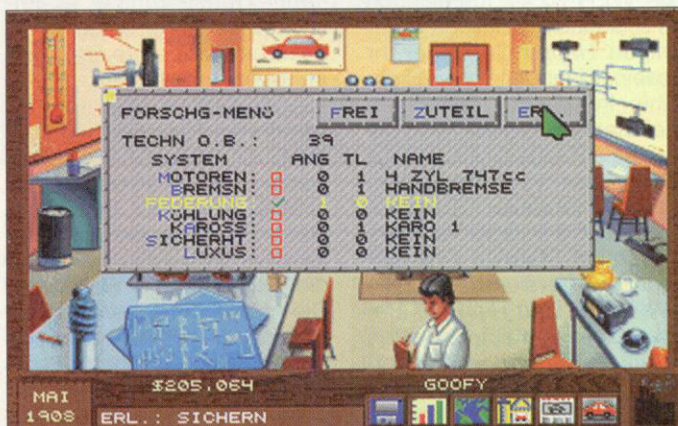 FORSCHG-MENÜ FREI ZUTEIL
TECHN O.B.: 39
SYSTEM ANG TL NAME
MOTOREN: 0 1 4 ZYL 747cc
BREMSN: 0 1 HANDBREMSE
FEDERUNG: ✓ 1 0 KEIN
KÜHLUNG: 0 0 KEIN
KAROSS: 0 1 KARO 1
SICHERHT: 0 0 KEIN
LUXUS: 0 0 KEIN
$205,064 GOOFY
MAI
1908 ERL.: SICHERN